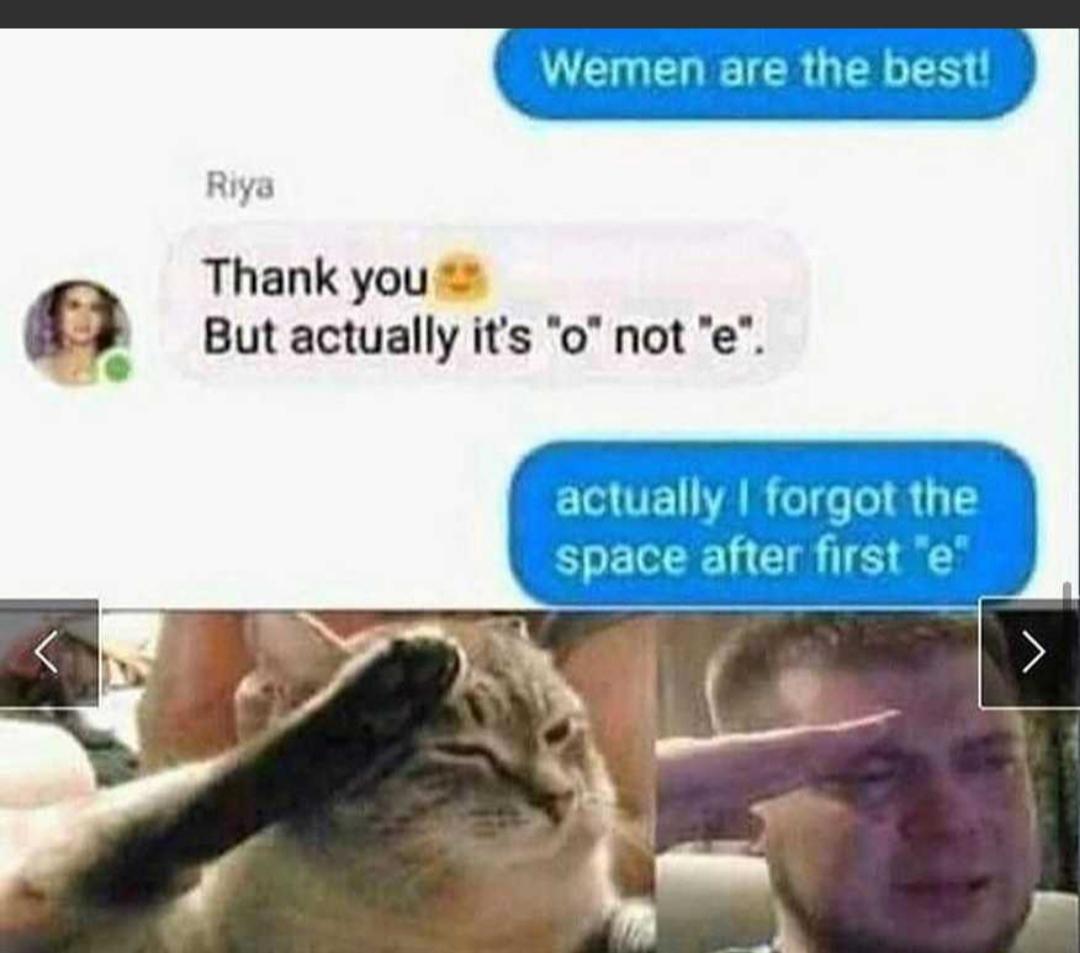 Wemen are the best!
Riya
Thank you😍
But actually it's "o" not "e".
actually I forgot the
space after first "e"